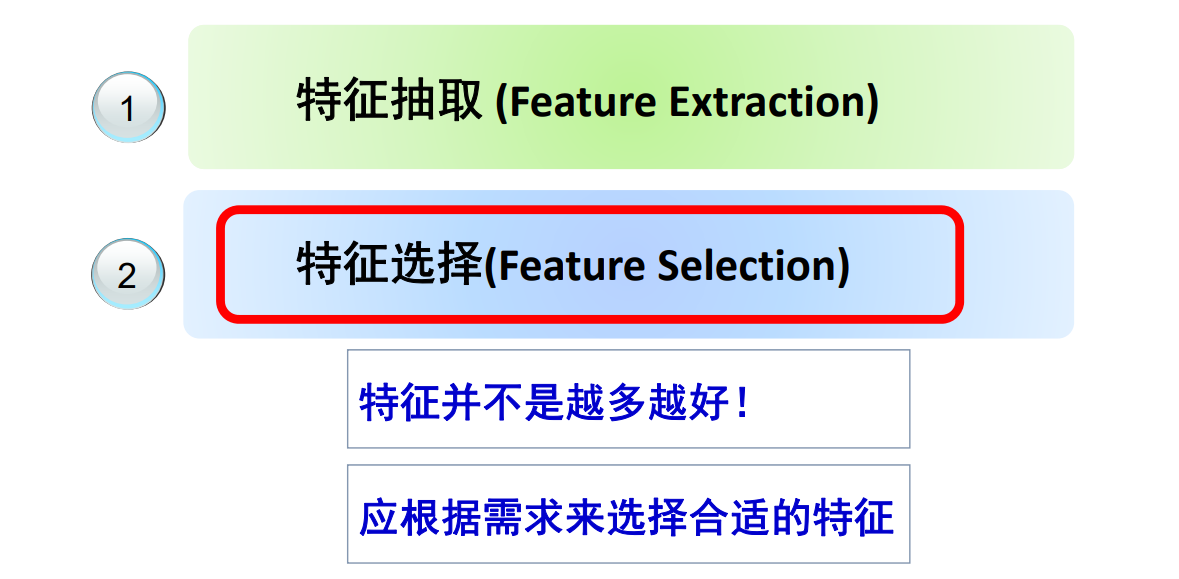 1
特征抽取 (Feature Extraction)
2
特征选择(Feature Selection)
特征并不是越多越好！
应根据需求来选择合适的特征